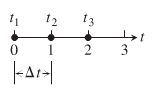 t₁ t₂ t₃
t
0 1 2 3
Δt